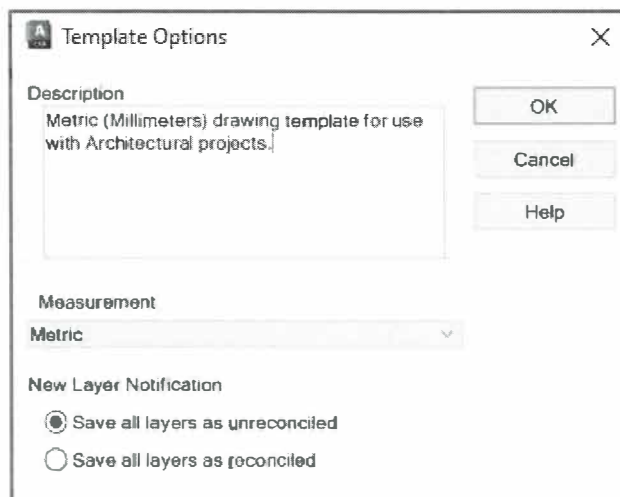 Template Options
Description
Metric (Millimeters) drawing template for use
with Architectural projects.
OK
Cancel
Help
Measurement
Metric
New Layer Notification
Save all layers as unreconciled
Save all layers as reconciled